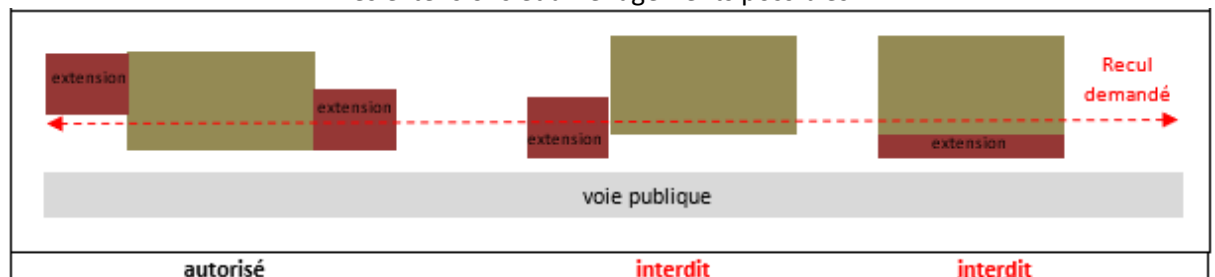 extension
extension
extension
extension
Recul
demandé
voie publique
autorisé
interdit
interdit